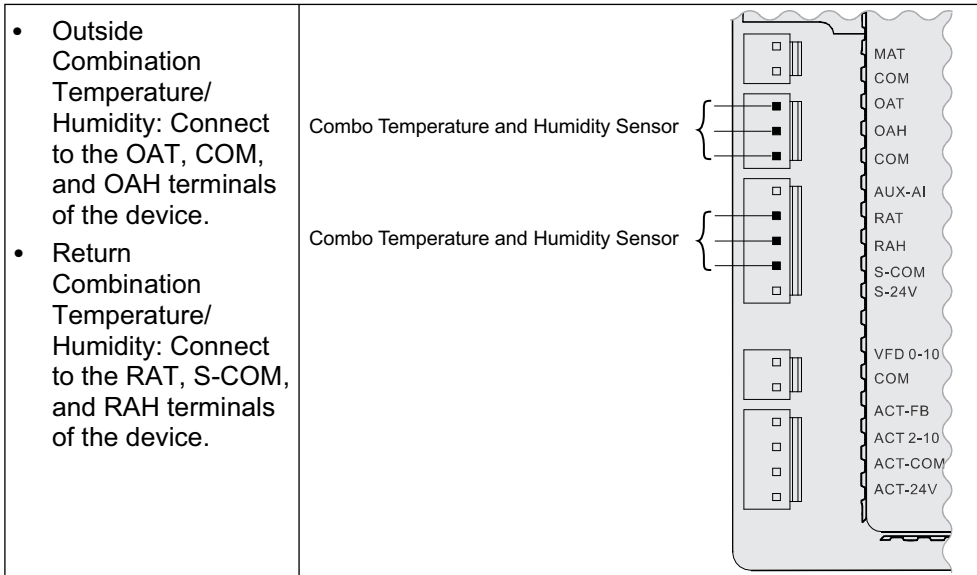 • Outside
Combination
Temperature/
Humidity: Connect
to the OAT, COM,
and OAH terminals
of the device.
• Return
Combination
Temperature/
Humidity: Connect
to the RAT, S-COM,
and RAH terminals
of the device.
Combo Temperature and Humidity Sensor
Combo Temperature and Humidity Sensor
MAT
COM
OAT
OAH
COM
AUX-AI
RAT
RAH
S-COM
S-24V
VFD 0-10
COM
ACT-FB
ACT 2-10
ACT-COM
ACT-24V